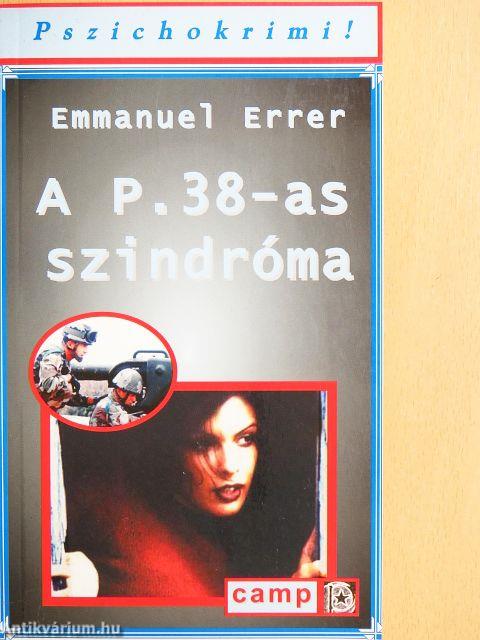 Pszichokrimi!
Emmanuel Errer
A P.38-as
szindróma
camp
Antikvárium.hu